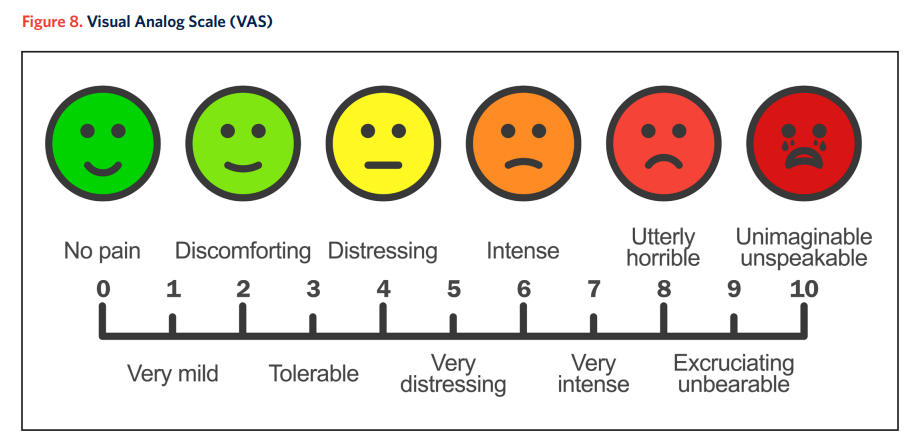 Figure 8. Visual Analog Scale (VAS)
No pain
Discomforting
Distressing
Intense
Utterly
horrible
Unimaginable
unspeakable
0 1 2 3 4 5 6 7 8 9 10
Very mild
Tolerable
Very
distressing
Very
intense
Excruciating
unbearable